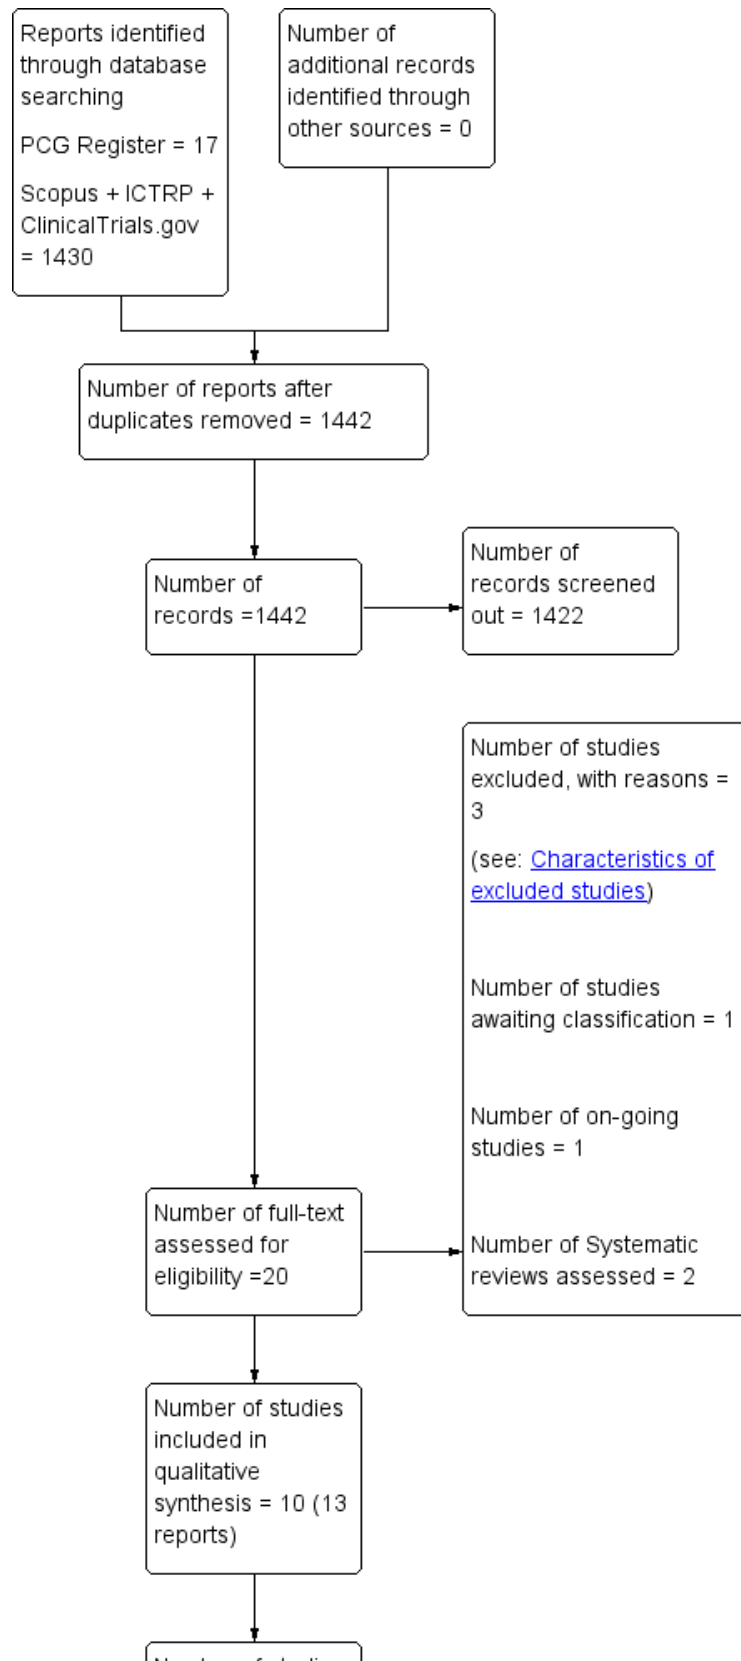 Reports identified
through database
searching
PCG Register = 17
Scopus + ICTRP +
ClinicalTrials.gov
= 1430
Number of
additional records
identified through
other sources = 0
Number of reports after
duplicates removed = 1442
Number of
records =1442
Number of
records screened
out = 1422
Number of studies
excluded, with reasons =
3
(see: Characteristics of
excluded studies)
Number of studies
awaiting classification = 1
Number of on-going
studies = 1
Number of Systematic
reviews assessed = 2
Number of full-text
assessed for
eligibility =20
Number of studies
included in
qualitative
synthesis = 10 (13
reports)